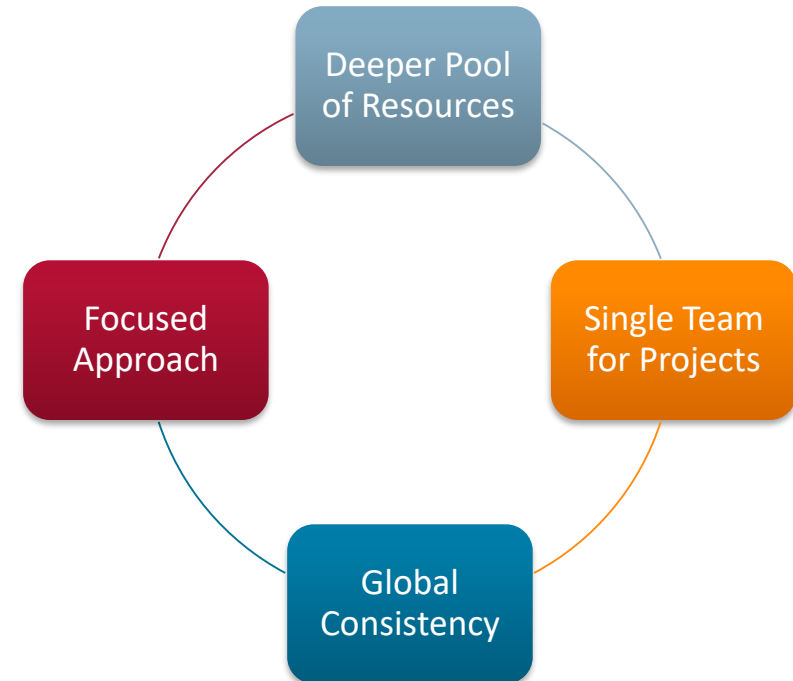 Deeper Pool
of Resources
Focused
Approach
Single Team
for Projects
Global
Consistency